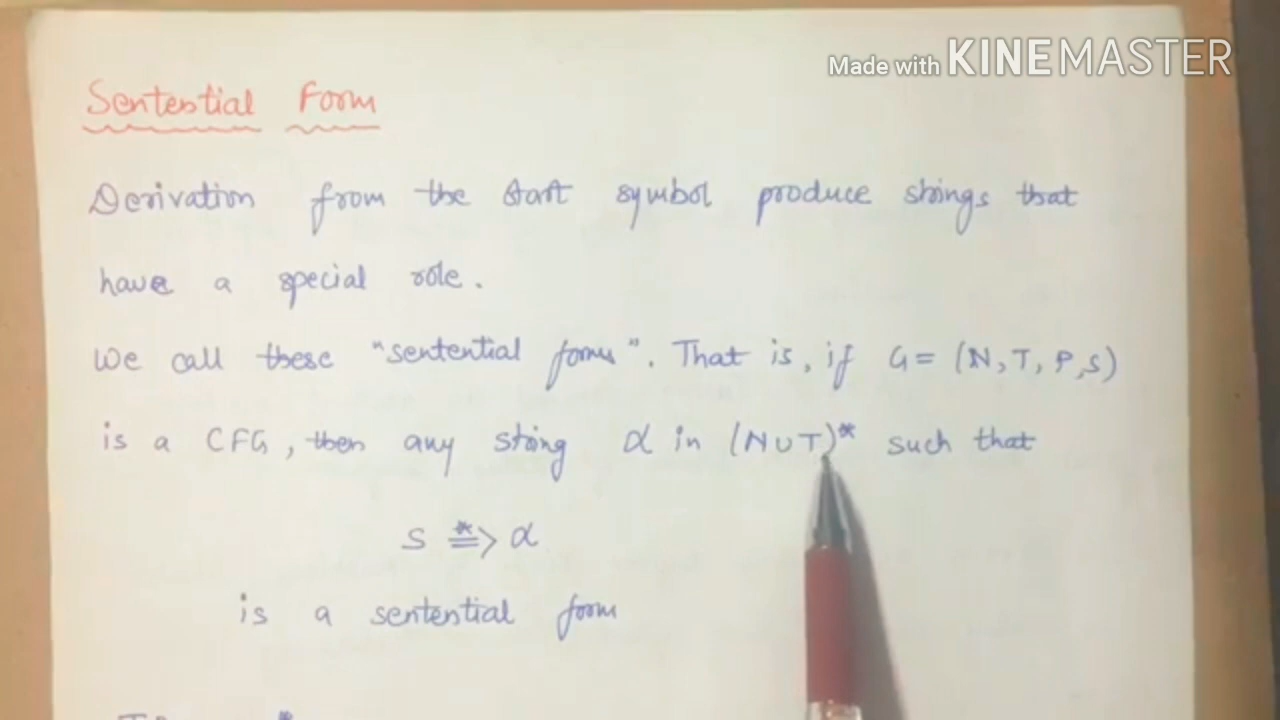 Made with KINEMASTER
Sentential Form
Derivation from the start symbol produce strings that
have a special role.
We call these "sentential forms". That is, if G = (N, T, P, S)
is a CFG, then any string α in (N ∪ T)* such that
S *=> α
is a sentential form